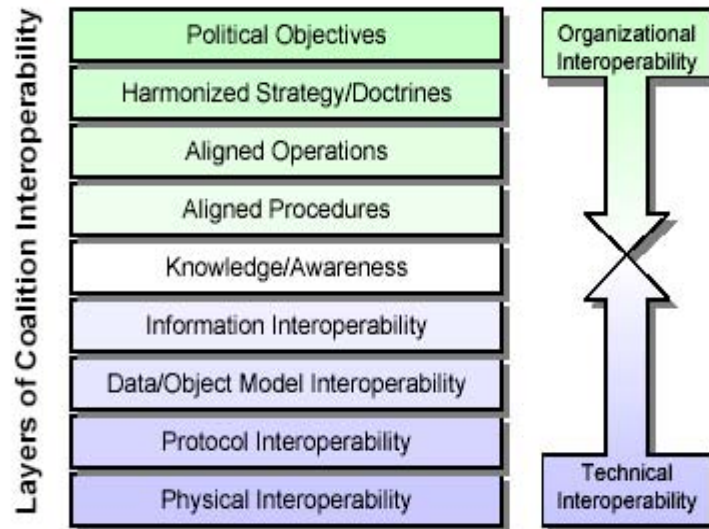 Layers of Coalition Interoperability
Political Objectives
Harmonized Strategy/Doctrines
Aligned Operations
Aligned Procedures
Knowledge/Awareness
Information Interoperability
Data/Object Model Interoperability
Protocol Interoperability
Physical Interoperability
Organizational
Interoperability
Technical
Interoperability